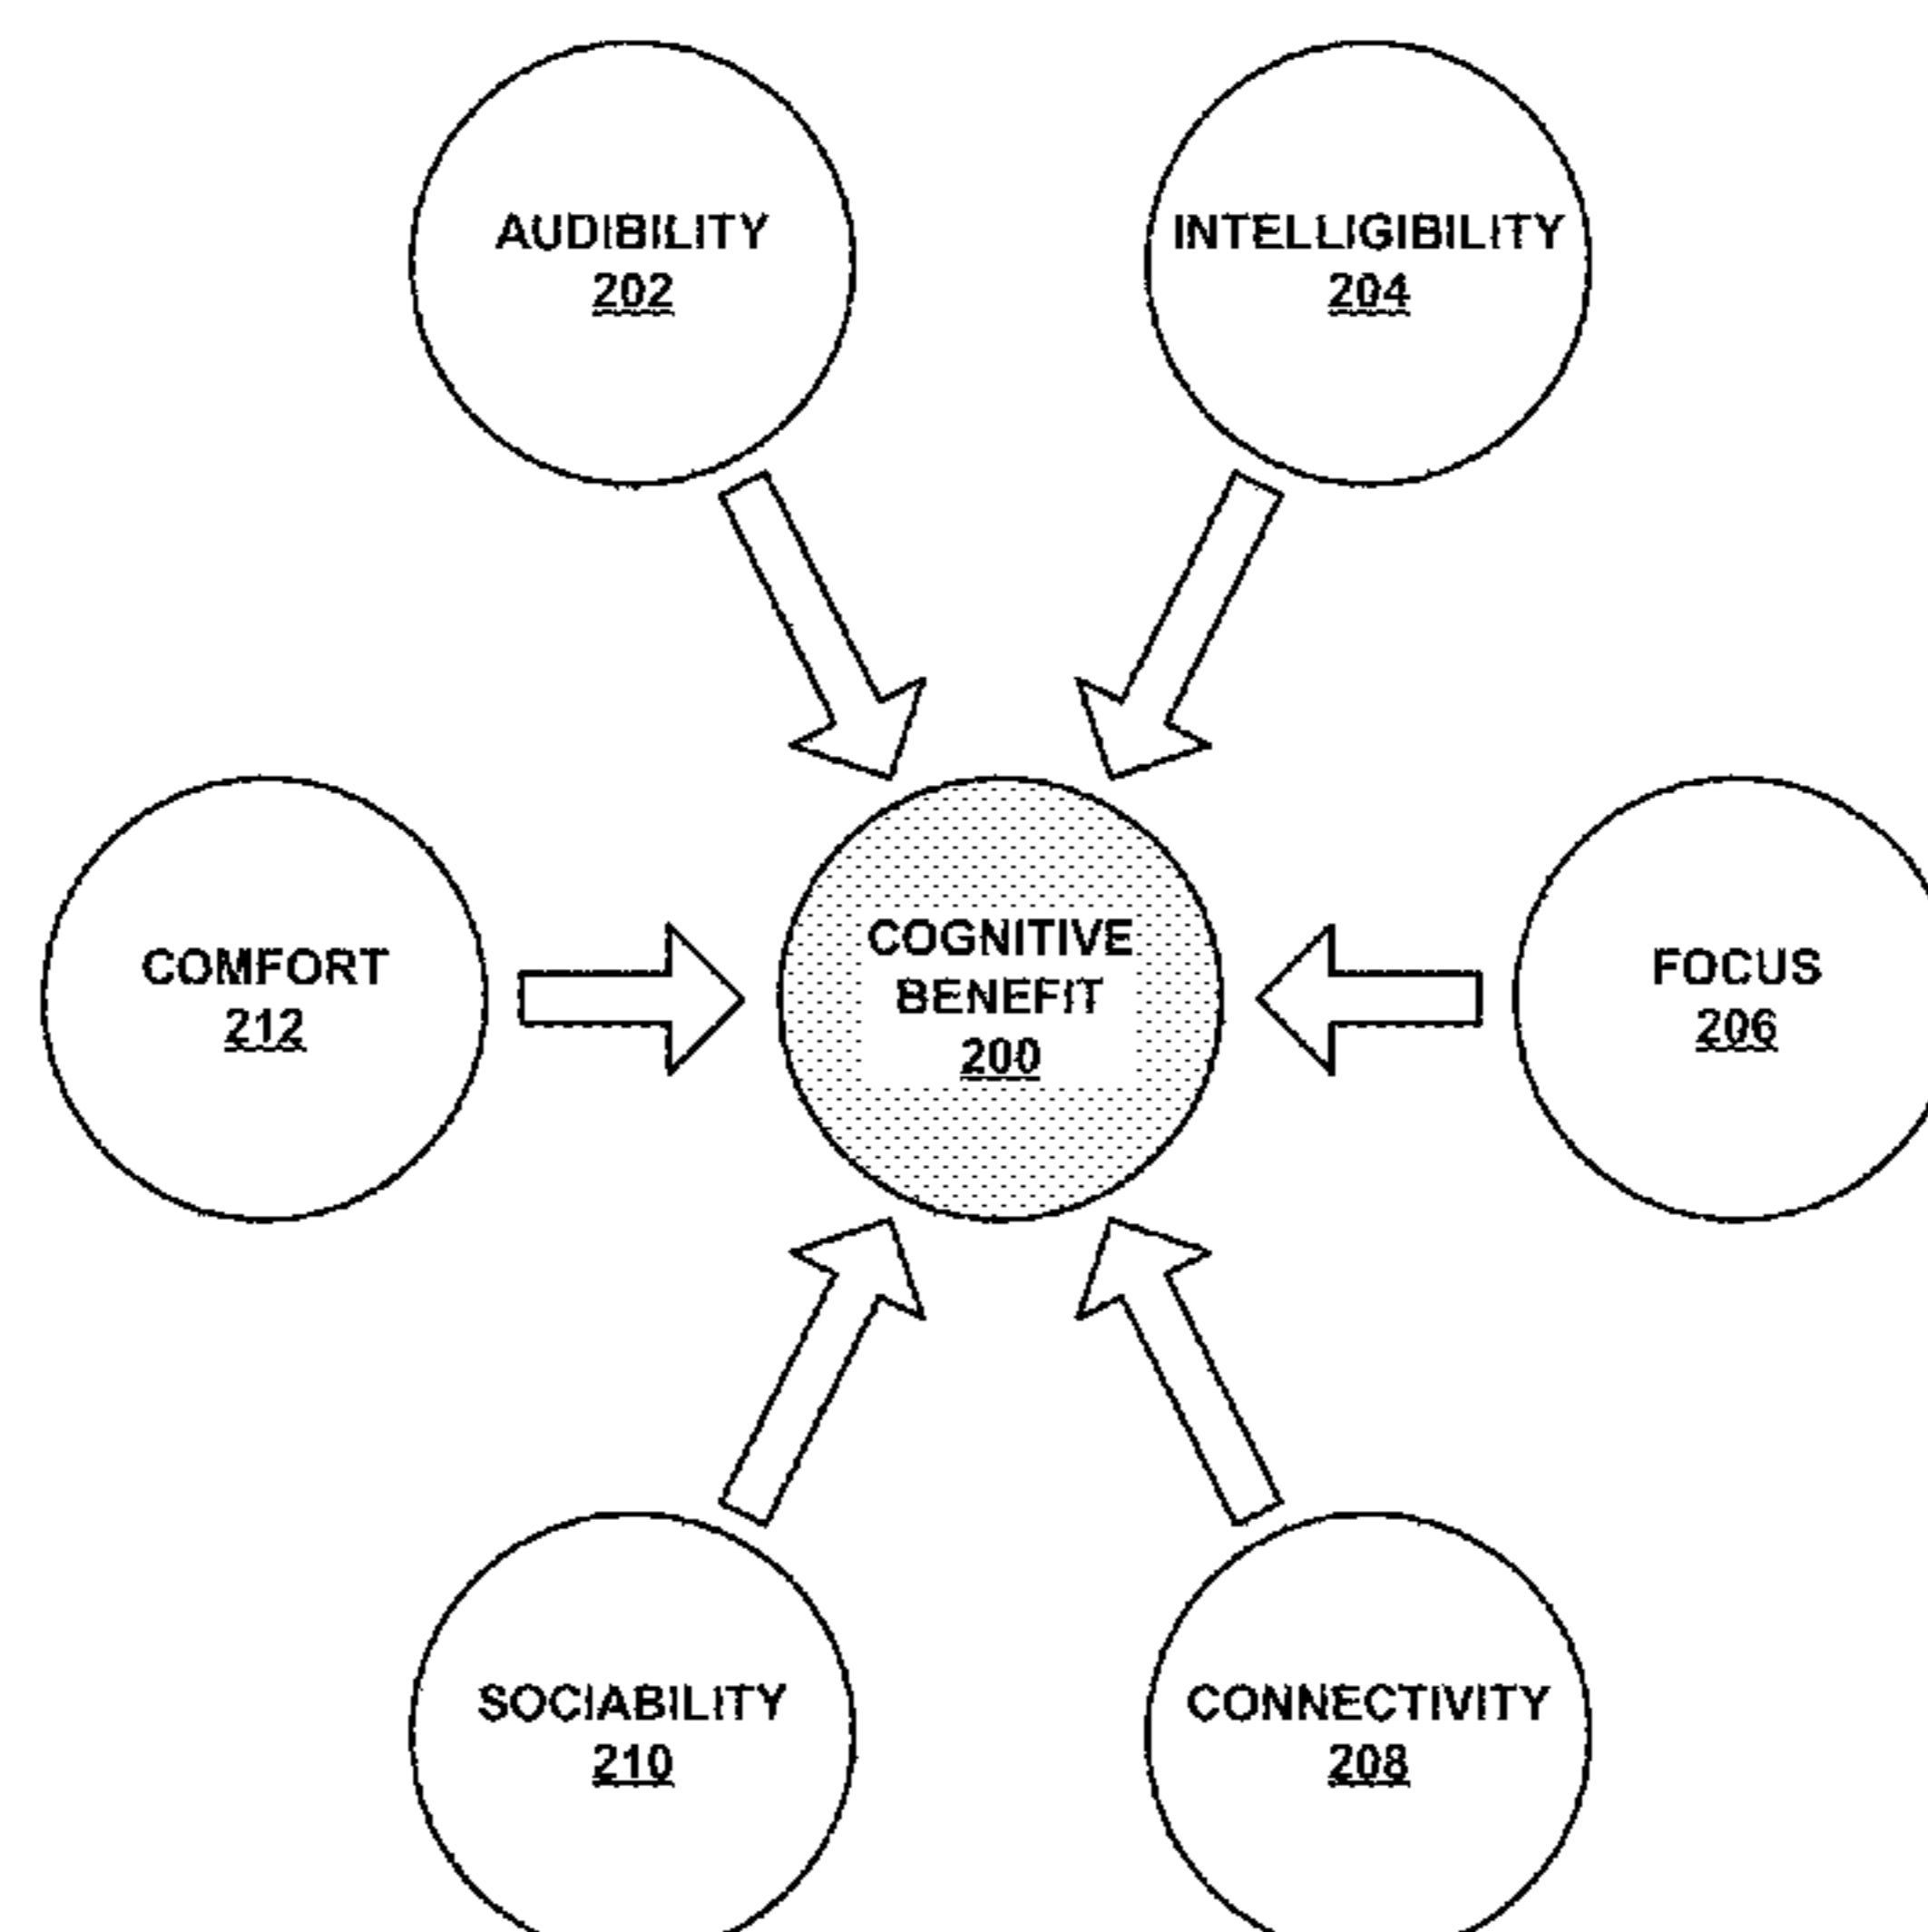 AUDIBILITY
202
INTELLIGIBILITY
204
COMFORT
212
COGNITIVE
BENEFIT
200
FOCUS
206
SOCIABILITY
210
CONNECTIVITY
208